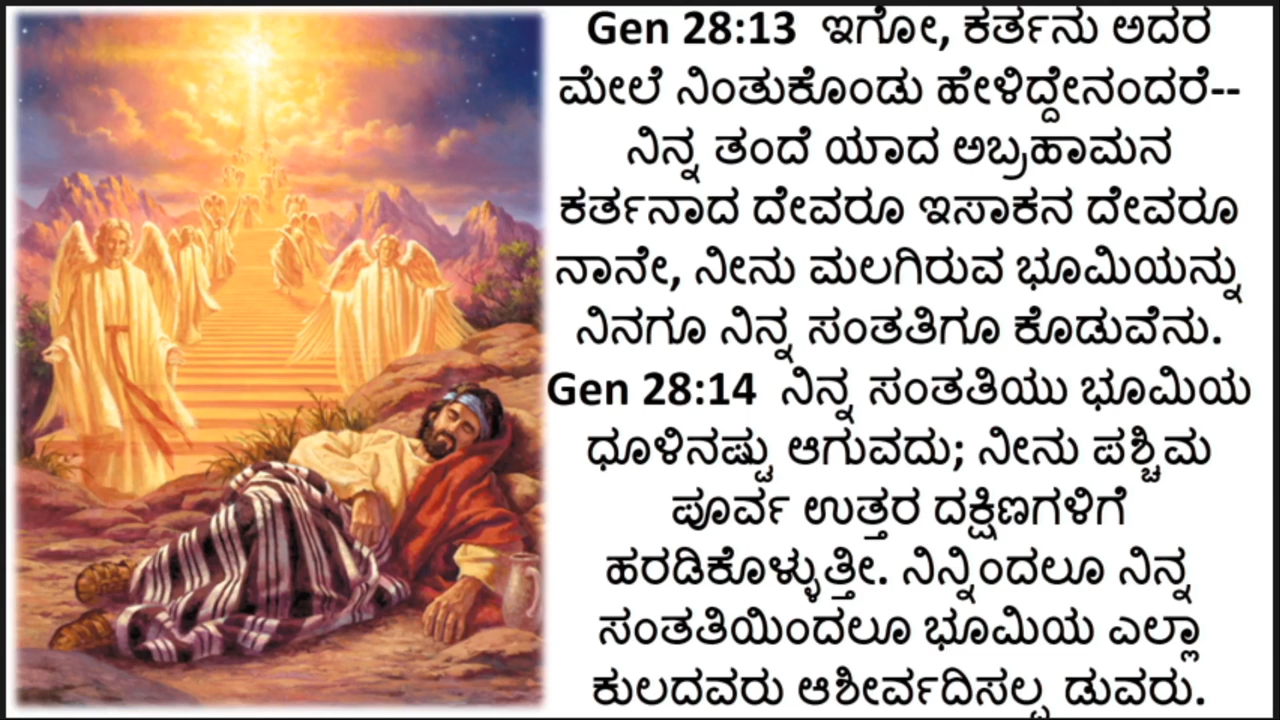 Gen 28:13 ಇಗೋ, ಕರ್ತನು ಅದರ
ಮೇಲೆ ನಿಂತುಕೊಂಡು ಹೇಳಿದ್ದೇನಂದರೆ--
ನಿನ್ನ ತಂದೆ ಯಾದ ಅಬ್ರಹಾಮನ
ಕರ್ತನಾದ ದೇವರೂ ಇಸಾಕನ ದೇವರೂ
ನಾನೇ, ನೀನು ಮಲಗಿರುವ ಭೂಮಿಯನ್ನು
ನಿನಗೂ ನಿನ್ನ ಸಂತತಿಗೂ ಕೊಡುವೆನು.
Gen 28:14 ನಿನ್ನ ಸಂತತಿಯು ಭೂಮಿಯ
ಧೂಳಿನಷ್ಟು ಆಗುವದು; ನೀನು ಪಶ್ಚಿಮ
ಪೂರ್ವ ಉತ್ತರ ದಕ್ಷಿಣಗಳಿಗೆ
ಹರಡಿಕೊಳ್ಳುತ್ತೀ. ನಿನ್ನಿಂದಲೂ ನಿನ್ನ
ಸಂತತಿಯಿಂದಲೂ ಭೂಮಿಯ ಎಲ್ಲಾ
ಕುಲದವರು ಆಶೀರ್ವದಿಸಲ್ಪ ಡುವರು.